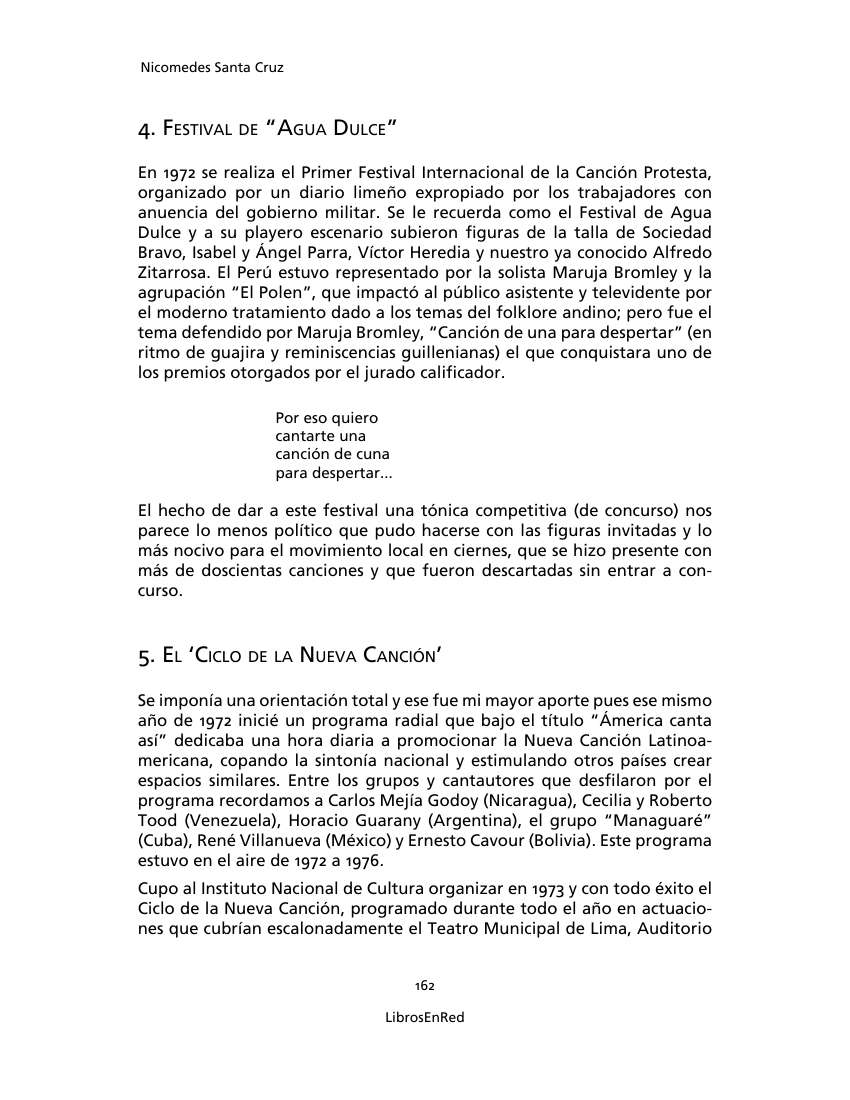 Nicomedes Santa Cruz
4. Festival de “Agua Dulce”
En 1972 se realiza el Primer Festival Internacional de la Canción Protesta,
organizado por un diario limeño expropiado por los trabajadores con
anuencia del gobierno militar. Se le recuerda como el Festival de Agua
Dulce y a su playero escenario subieron figuras de la talla de Sociedad
Bravo, Isabel y Ángel Parra, Víctor Heredia y nuestro ya conocido Alfredo
Zitarrosa. El Perú estuvo representado por la solista Maruja Bromley y la
agrupación “El Polen”, que impactó al público asistente y televidente por
el moderno tratamiento dado a los temas del folklore andino; pero fue el
tema defendido por Maruja Bromley, “Canción de una para despertar” (en
ritmo de guajira y reminiscencias guillenianas) el que conquistara uno de
los premios otorgados por el jurado calificador.
Por eso quiero
cantarte una
canción de cuna
para despertar...
El hecho de dar a este festival una tónica competitiva (de concurso) nos
parece lo menos político que pudo hacerse con las figuras invitadas y lo
más nocivo para el movimiento local en ciernes, que se hizo presente con
más de doscientas canciones y que fueron descartadas sin entrar a con-
curso.
5. El ‘Ciclo de la Nueva Canción’
Se imponía una orientación total y ese fue mi mayor aporte pues ese mismo
año de 1972 inicié un programa radial que bajo el título “Ámerica canta
así” dedicaba una hora diaria a promocionar la Nueva Canción Latinoa-
mericana, copando la sintonía nacional y estimulando otros países crear
espacios similares. Entre los grupos y cantautores que desfilaron por el
programa recordamos a Carlos Mejía Godoy (Nicaragua), Cecilia y Roberto
Tood (Venezuela), Horacio Guarany (Argentina), el grupo “Managuaré”
(Cuba), René Villanueva (México) y Ernesto Cavour (Bolivia). Este programa
estuvo en el aire de 1972 a 1976.
Cupo al Instituto Nacional de Cultura organizar en 1973 y con todo éxito el
Ciclo de la Nueva Canción, programado durante todo el año en actuacio-
nes que cubrían escalonadamente el Teatro Municipal de Lima, Auditorio
162
LibrosEnRed